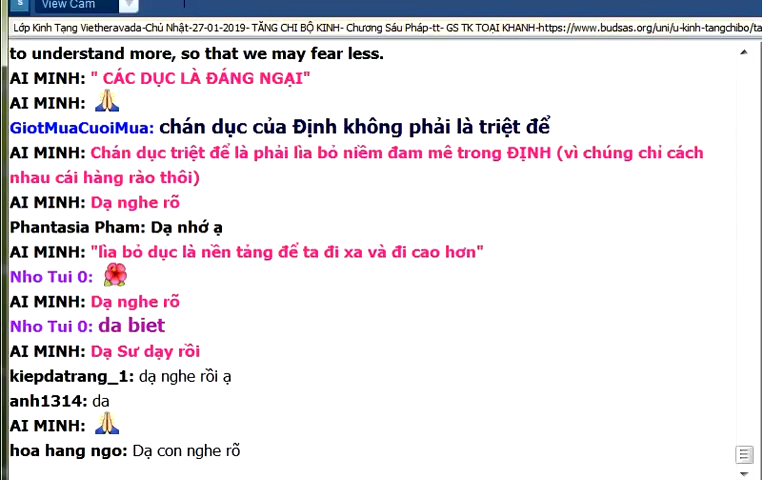 s View Cam
Lớp Kinh Tạng Vietheravada-Chủ Nhật-27-01-2019- TĂNG CHI BỘ KINH- Chương Sáu Pháp-tt- GS TK TOẠI KHANH-https://www.budsas.org/uni/u-kinh-tangchibo/ta
to understand more, so that we may fear less.
AI MINH: " CÁC DỤC LÀ ĐÁNG NGẠI"
AI MINH: 🙏
GiotMuaCuoiMua: chán dục của Định không phải là triệt để
AI MINH: Chán dục triệt để là phải lìa bỏ niềm đam mê trong ĐỊNH (vì chúng chỉ cách
nhau cái hàng rào thôi)
AI MINH: Dạ nghe rõ
Phantasia Pham: Dạ nhớ ạ
AI MINH: "lìa bỏ dục là nền tảng để ta đi xa và đi cao hơn"
Nho Tui 0: 🌺
AI MINH: Dạ nghe rõ
Nho Tui 0: da biet
AI MINH: Dạ Sư dạy rồi
kiepdatrang_1: dạ nghe rồi ạ
anh1314: da
AI MINH: 🙏
hoa hang ngo: Dạ con nghe rõ